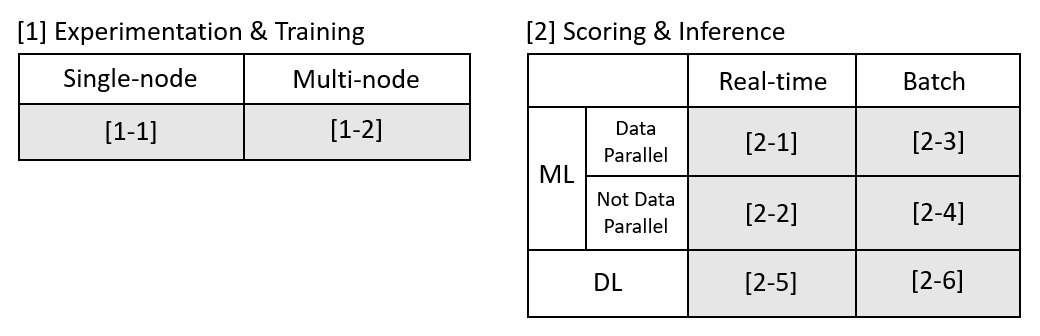 [1] Experimentation & Training
Single-node Multi-node
[1-1] [1-2]
[2] Scoring & Inference
Real-time Batch
ML
Data
Parallel
[2-1] [2-3]
Not Data
Parallel
[2-2] [2-4]
DL [2-5] [2-6]